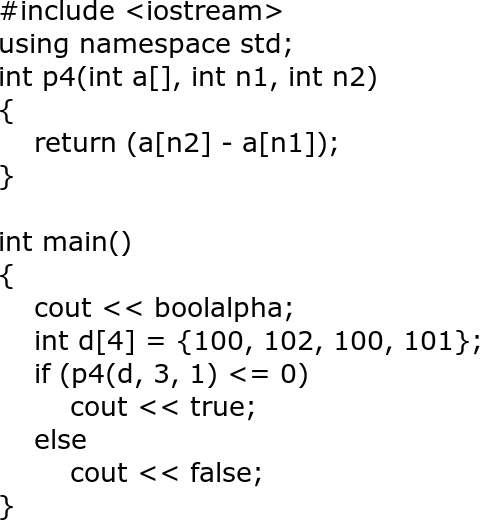 #include <iostream>
using namespace std;
int p4(int a[], int n1, int n2)
{
    return (a[n2] - a[n1]);
}

int main()
{
    cout << boolalpha;
    int d[4] = {100, 102, 100, 101};
    if (p4(d, 3, 1) <= 0)
        cout << true;
    else
        cout << false;
}